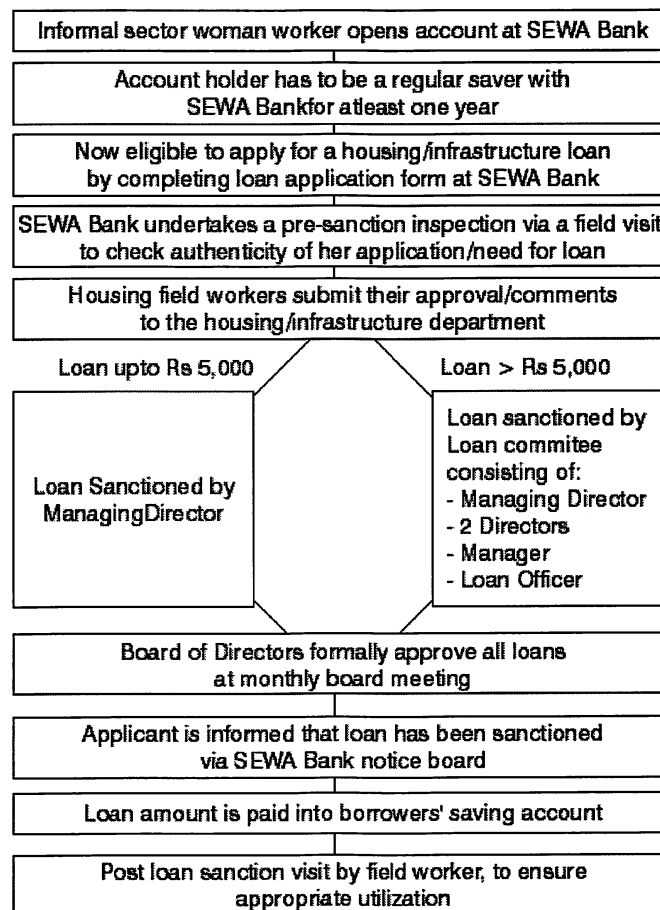 Informal sector woman worker opens account at SEWA Bank
Account holder has to be a regular saver with
SEWA Bankfor atleast one year
Now eligible to apply for a housing/infrastructure loan
by completing loan application form at SEWA Bank
SEWA Bank undertakes a pre-sanction inspection via a field visit
to check authenticity of her application/need for loan
Housing field workers submit their approval/comments
to the housing/infrastructure department
Loan upto Rs 5,000
Loan > Rs 5,000
Loan Sanctioned by
ManagingDirector
Loan sanctioned by
Loan commitee
consisting of:
- Managing Director
- 2 Directors
- Manager
- Loan Officer
Board of Directors formally approve all loans
at monthly board meeting
Applicant is informed that loan has been sanctioned
via SEWA Bank notice board
Loan amount is paid into borrowers' saving account
Post loan sanction visit by field worker, to ensure
appropriate utilization